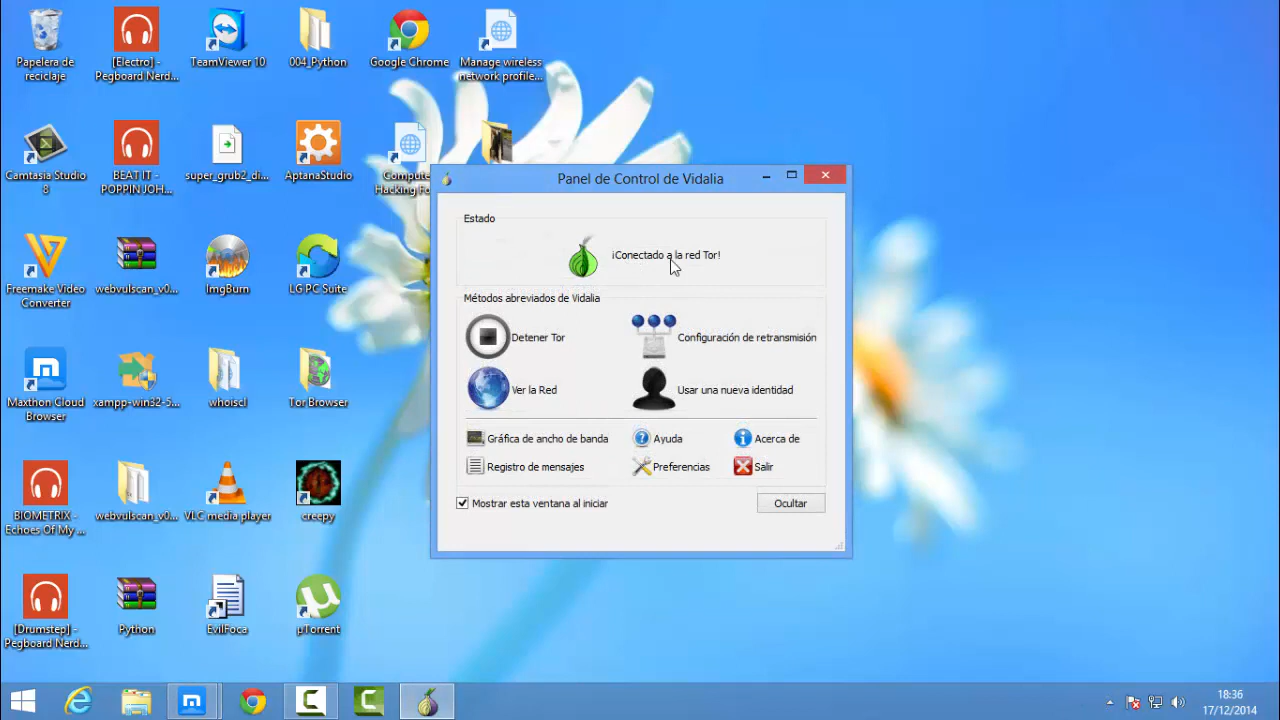 Papelera de
reciclaje
[Electro] -
Pegboard Nerd...
TeamViewer 10
004_Python
Google Chrome
Manage wireless
network profile...
Camtasia Studio
8
BEAT IT -
POPPIN JOH...
super_grub2_di...
AptanaStudio
Compute
Hacking Fo
Freemake Video
Converter
webvulscan_v0...
ImgBurn
LG PC Suite
Maxthon Cloud
Browser
xampp-win32-5...
whoiscl
Tor Browser
BIOMETRIX -
Echoes Of My ...
webvulscan_v0...
VLC media player
creepy
[Drumstep] -
Pegboard Nerd...
Python
EvilFoca
µTorrent
Panel de Control de Vidalia
Estado
¡Conectado a la red Tor!
Métodos abreviados de Vidalia
Detener Tor
Configuración de retransmisión
Ver la Red
Usar una nueva identidad
Gráfica de ancho de banda
Ayuda
Acerca de
Registro de mensajes
Preferencias
Salir
Mostrar esta ventana al iniciar
Ocultar
18:36
17/12/2014